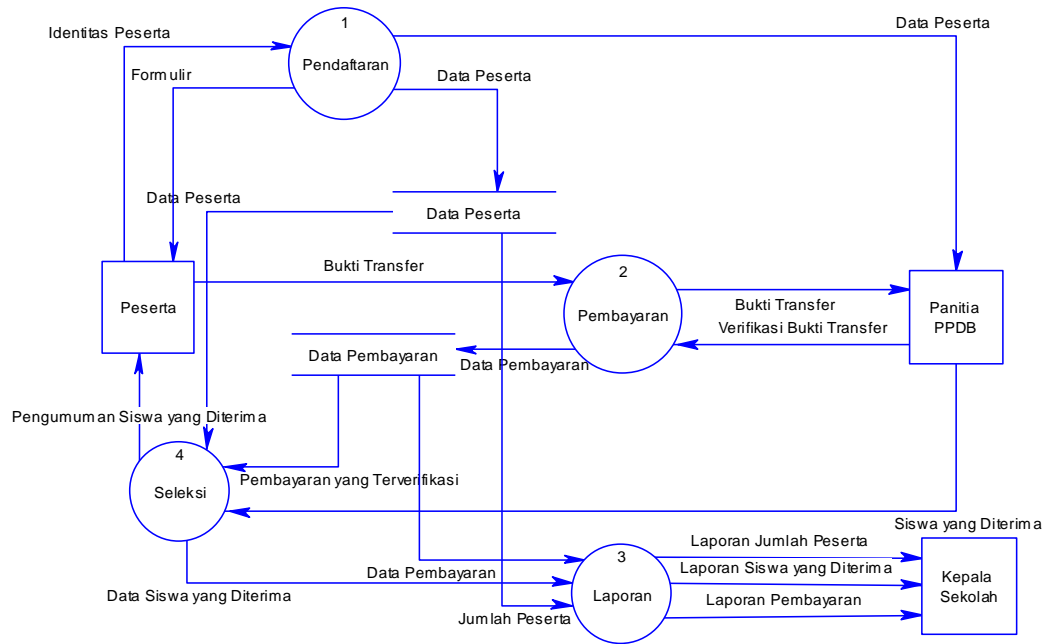 1
Data Peserta
Identitas Peserta
Pendaftaran
Formulir
Data Peserta
Data Peserta
Data Peserta
Bukti Transfer
2
Peserta
Pembayaran
Bukti Transfer
Verifikasi Bukti Transfer
Panitia
PPDB
Data Pembayaran
Data Pembayaran
Pengumuman Siswa yang Diterima
4
Seleksi
Pembayaran yang Terverifikasi
Siswa yang Diterima
Laporan Jumlah Peserta
3
Laporan Siswa yang Diterima
Data Pembayaran
Kepala
Sekolah
Data Siswa yang Diterima
Laporan
Laporan Pembayaran
Jumlah Peserta